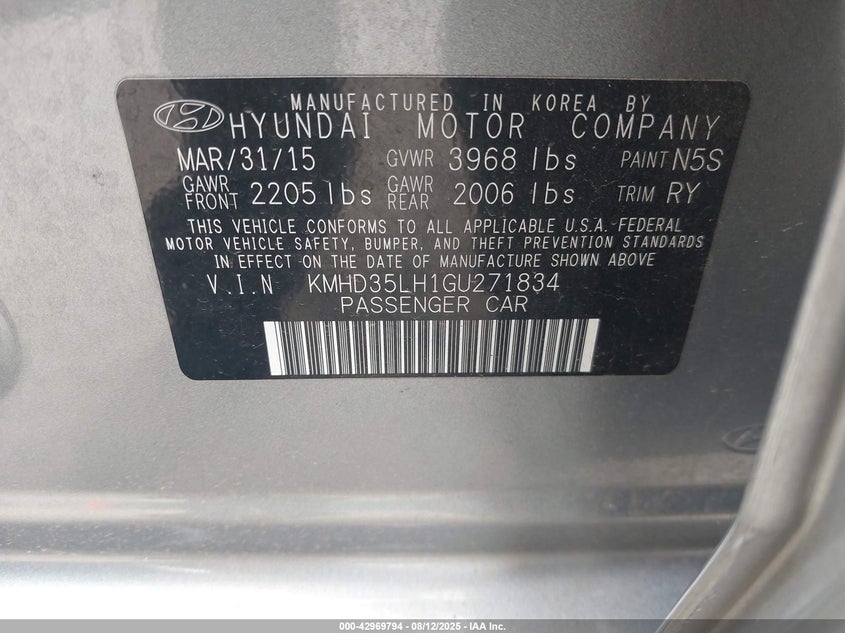 MANUFACTURED IN KOREA BY
HYUNDAI MOTOR COMPANY
MAR/31/15 GVWR 3968 lbs PAINT N5S
GAWR FRONT 2205 lbs GAWR REAR 2006 lbs TRIM RY
THIS VEHICLE CONFORMS TO ALL APPLICABLE U.S.A. FEDERAL
MOTOR VEHICLE SAFETY, BUMPER, AND THEFT PREVENTION STANDARDS
IN EFFECT ON THE DATE OF MANUFACTURE SHOWN ABOVE
V.I.N KMHD35LH1GU271834
PASSENGER CAR
000-42969794 - 08/12/2025 - IAA Inc.